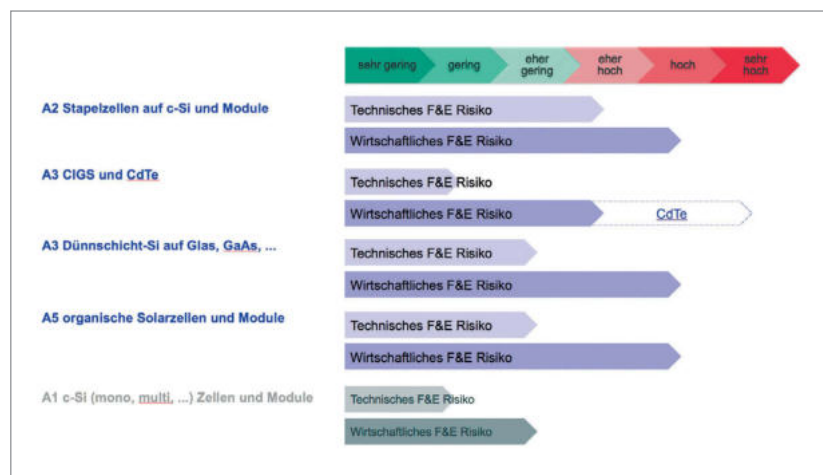 sehr gering gering eher gering eher hoch hoch sehr hoch
A2 Stapelzellen auf c-Si und Module
Technisches F&E Risiko
Wirtschaftliches F&E Risiko
A3 CIGS und CdTe
Technisches F&E Risiko
Wirtschaftliches F&E Risiko CdTe
A3 Dünnschicht-Si auf Glas, GaAs, ...
Technisches F&E Risiko
Wirtschaftliches F&E Risiko
A5 organische Solarzellen und Module
Technisches F&E Risiko
Wirtschaftliches F&E Risiko
A1 c-Si (mono, multi, ...) Zellen und Module
Technisches F&E Risiko
Wirtschaftliches F&E Risiko